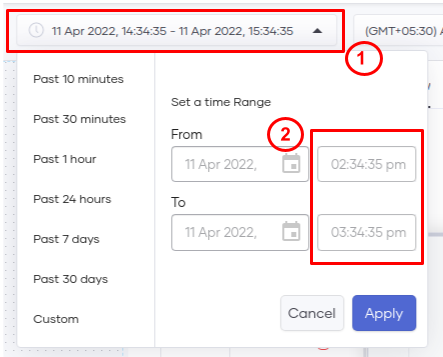 11 Apr 2022, 14:34:35 - 11 Apr 2022, 15:34:35
(GMT+05:30)
1
Past 10 minutes
Past 30 minutes
Past 1 hour
Past 24 hours
Past 7 days
Past 30 days
Custom
Set a time Range
From
2
11 Apr 2022,
02:34:35 pm
To
11 Apr 2022,
03:34:35 pm
Cancel
Apply